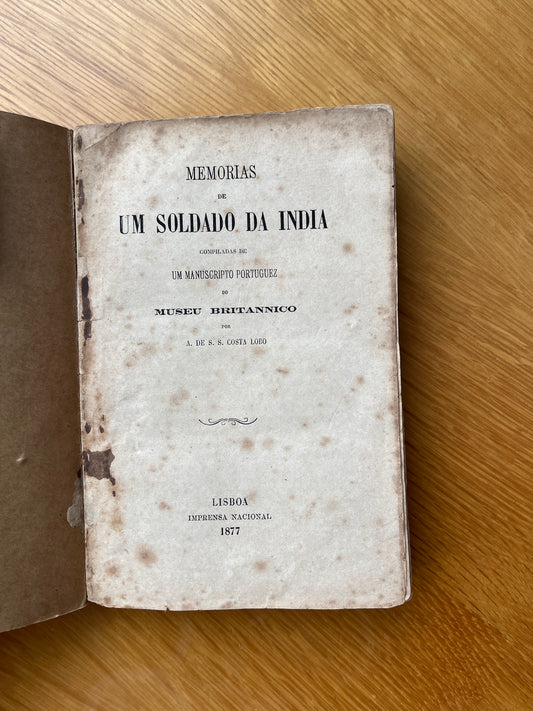 MEMORIAS
DE
UM SOLDADO DA INDIA
COMPILADAS DE
UM MANUSCRIPTO PORTUGUEZ
DO
MUSEU BRITANNICO
POR
A. DE S. S. COSTA LOBO
LISBOA
IMPRENSA NACIONAL
1877